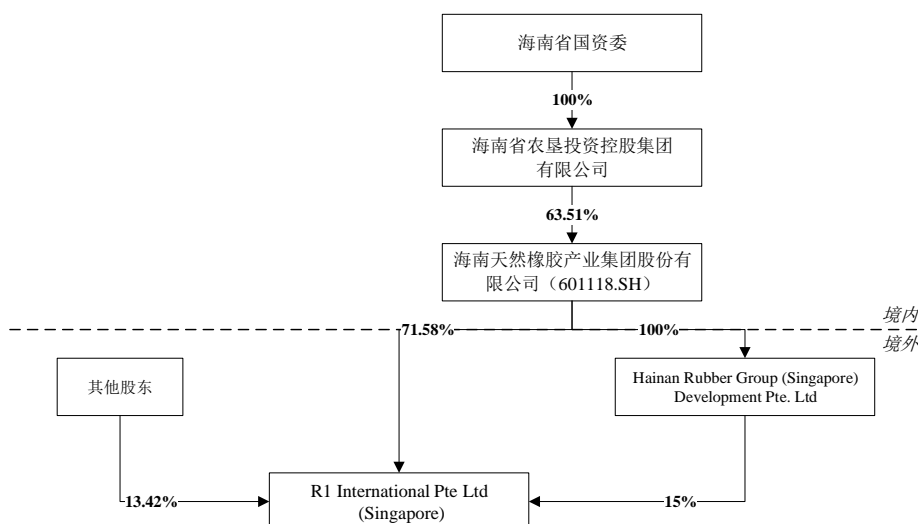 海南省国资委
100%
海南省农垦投资控股集团
有限公司
63.51%
海南天然橡胶产业集团股份有
限公司（601118.SH）
境内
71.58%
100%
境外
其他股东
Hainan Rubber Group (Singapore)
Development Pte. Ltd
13.42%
R1 International Pte Ltd
(Singapore)
15%